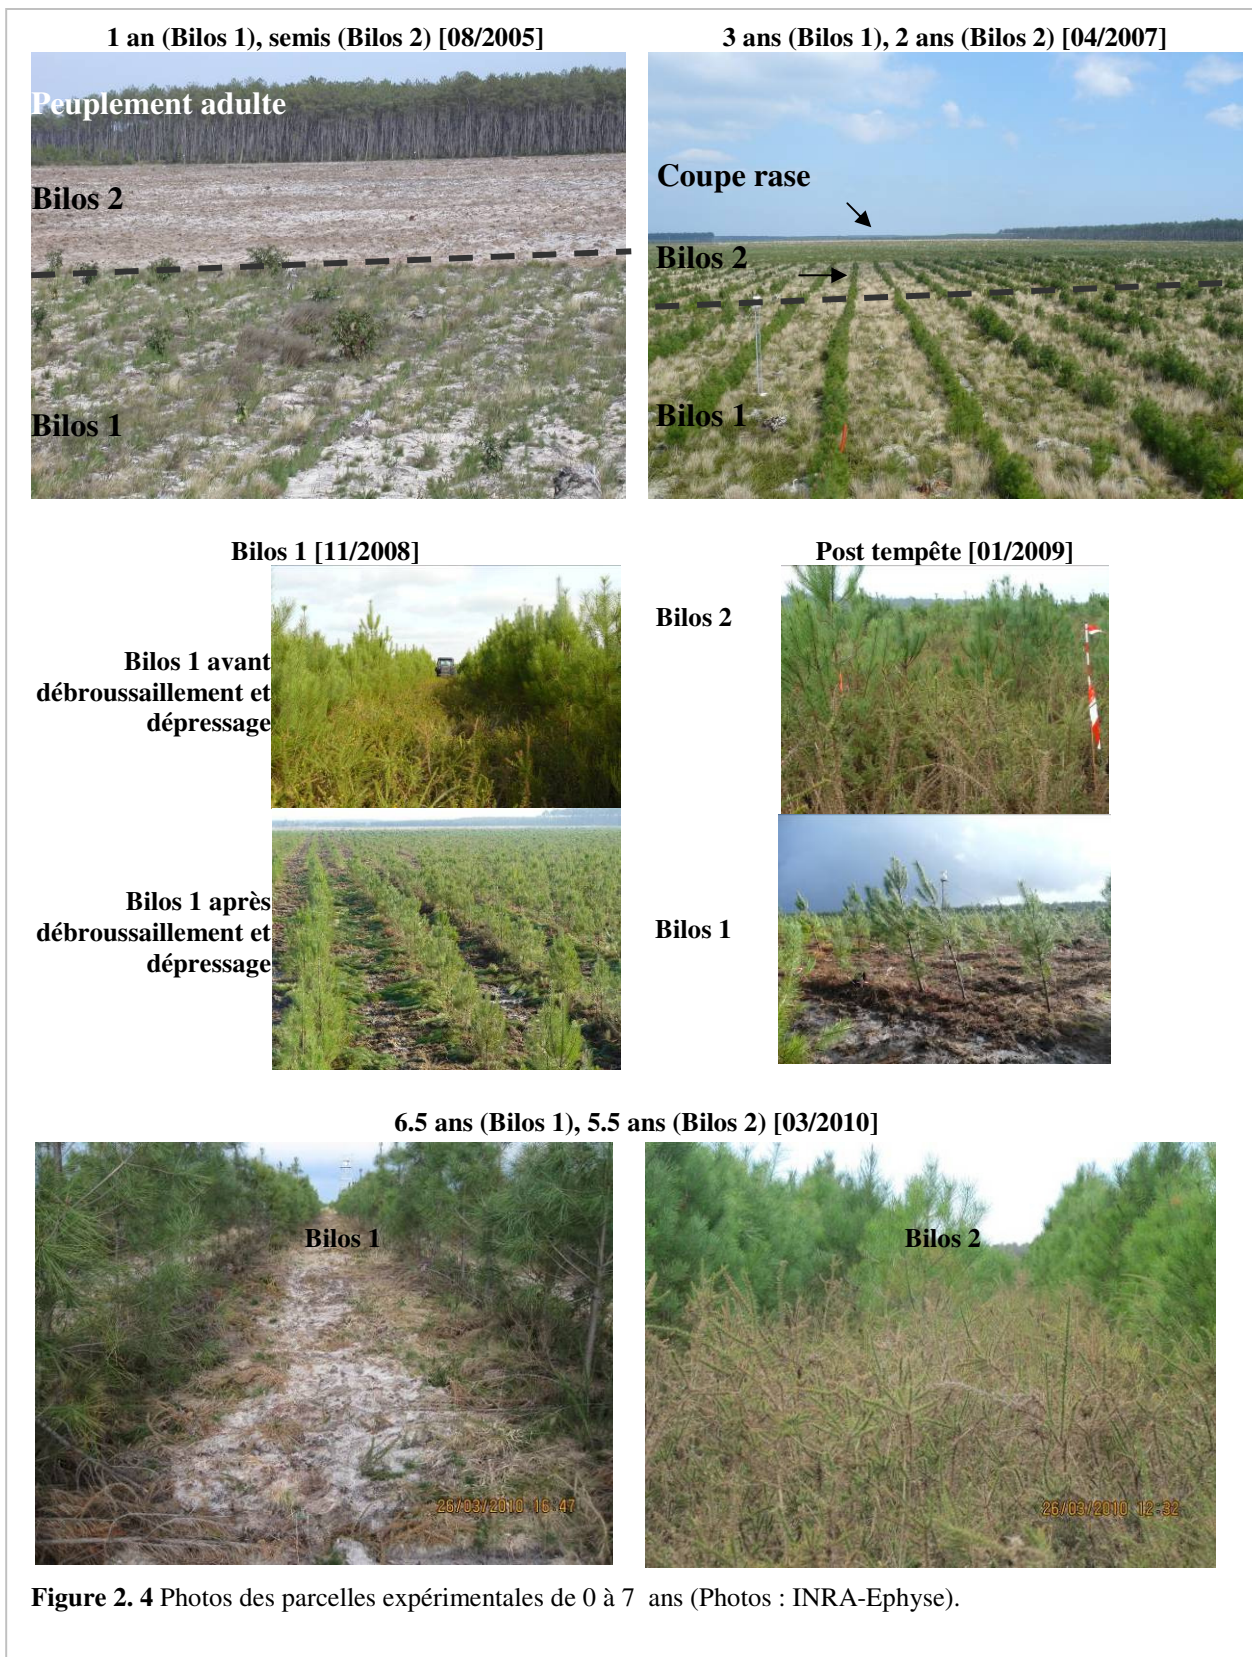 1 an (Bilos 1), semis (Bilos 2) [08/2005]
Peuplement adulte
Bilos 2
Bilos 1
3 ans (Bilos 1), 2 ans (Bilos 2) [04/2007]
Coupe rase
Bilos 2
Bilos 1
Bilos 1 [11/2008]
Bilos 1 avant
débroussaillement et
dépressage
Bilos 1 après
débroussaillement et
dépressage
Post tempête [01/2009]
Bilos 2
Bilos 1
6.5 ans (Bilos 1), 5.5 ans (Bilos 2) [03/2010]
Bilos 1
26/03/2010 16:47
Bilos 2
26/03/2010 12:32
Figure 2. 4 Photos des parcelles expérimentales de 0 à 7 ans (Photos : INRA-Ephyse).